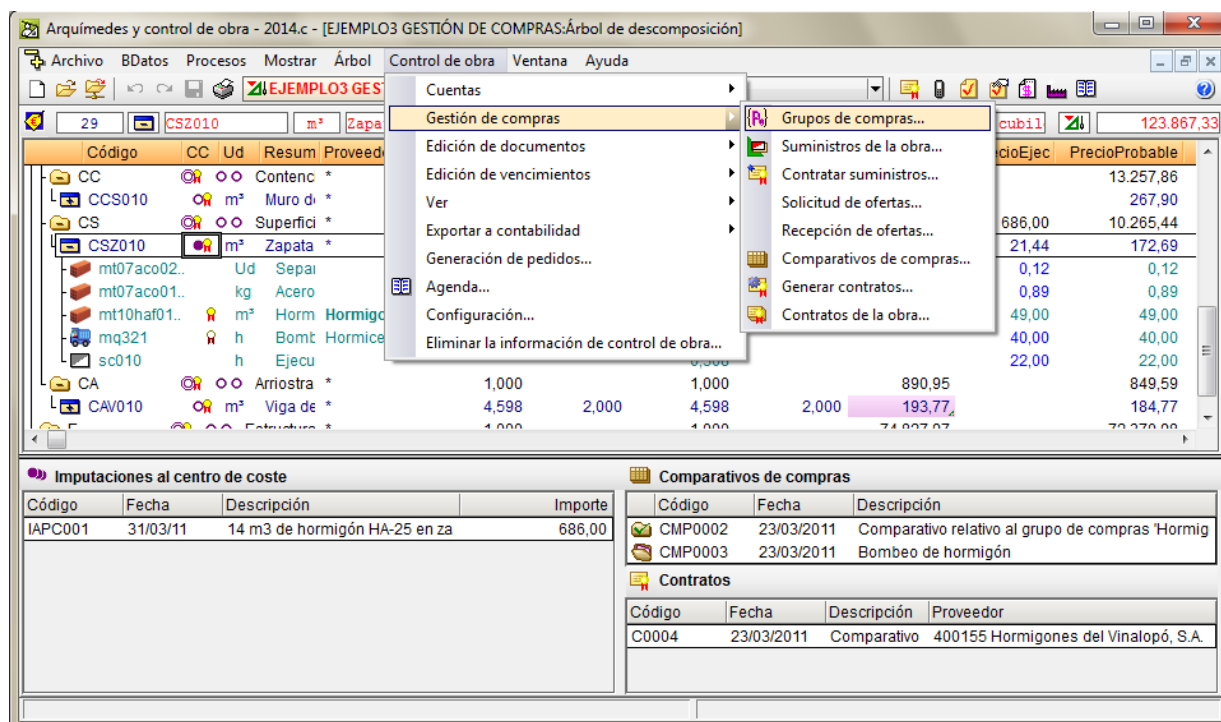 Arquímedes y control de obra - 2014.c - [EJEMPLO3 GESTIÓN DE COMPRAS:Árbol de descomposición]
Archivo BDatos Procesos Mostrar Árbol Control de obra Ventana Ayuda
EJEMPLO3 GES
29 CSZ010 m³ Zapa cubil 123.867,33
Código CC Ud Resum Proveed cioEjec PrecioProbable
Cuentas
Gestión de compras
Edición de documentos
Edición de vencimientos
Ver
Exportar a contabilidad
Generación de pedidos...
Agenda...
Configuración...
Eliminar la información de control de obra...
Grupos de compras...
Suministros de la obra...
Contratar suministros...
Solicitud de ofertas...
Recepción de ofertas...
Comparativos de compras...
Generar contratos...
Contratos de la obra...
CC Contenc * 13.257,86
CCS010 m³ Muro d * 267,90
CS Superfici * 686,00 10.265,44
CSZ010 m³ Zapata * 21,44 172,69
mt07aco02.. Ud Sepa 0,12 0,12
mt07aco01.. kg Acero 0,89 0,89
mt10haf01.. m³ Horm Hormigo 49,00 49,00
mq321 h Bomb Hormice 40,00 40,00
sc010 h Ejecu 22,00 22,00
CA Arriostra * 1,000 1,000 890,95 849,59
CAV010 m³ Viga de * 4,598 2,000 4,598 2,000 193,77 184,77
Imputaciones al centro de coste
Código Fecha Descripción Importe
IAPC001 31/03/11 14 m3 de hormigón HA-25 en za 686,00
Comparativos de compras
Código Fecha Descripción
CMP0002 23/03/2011 Comparativo relativo al grupo de compras 'Hormig
CMP0003 23/03/2011 Bombeo de hormigón
Contratos
Código Fecha Descripción Proveedor
C0004 23/03/2011 Comparativo 400155 Hormigones del Vinalopó, S.A.